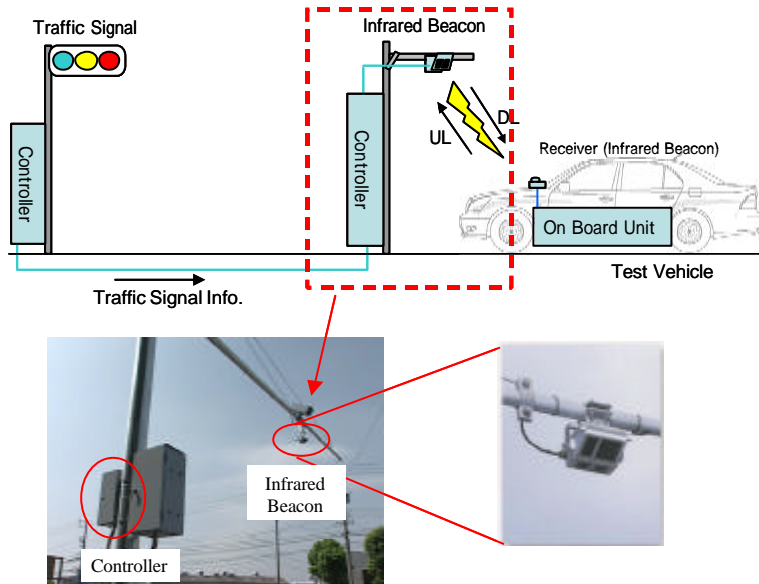 Traffic Signal
Infrared Beacon
Controller
Controller
UL
DL
Receiver (Infrared Beacon)
On Board Unit
Test Vehicle
Traffic Signal Info.
Infrared
Beacon
Controller